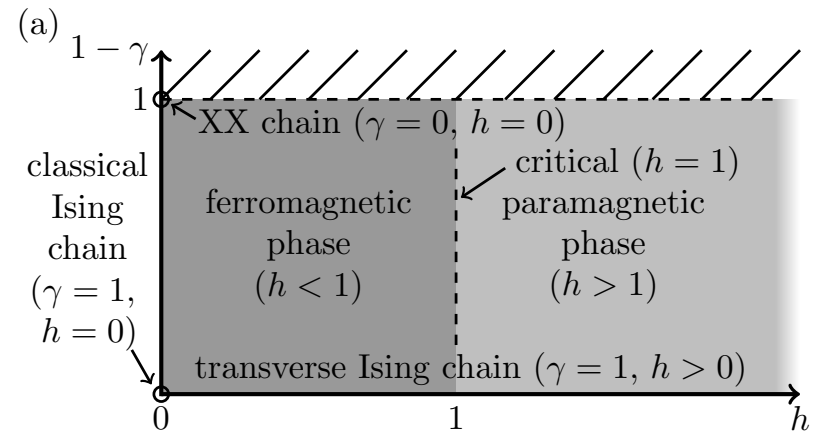 (a)
1 − γ
1
XX chain (γ = 0, h = 0)
critical (h = 1)
classical
Ising
chain
(γ = 1,
h = 0)
ferromagnetic
phase
(h < 1)
paramagnetic
phase
(h > 1)
transverse Ising chain (γ = 1, h > 0)
0
1
h